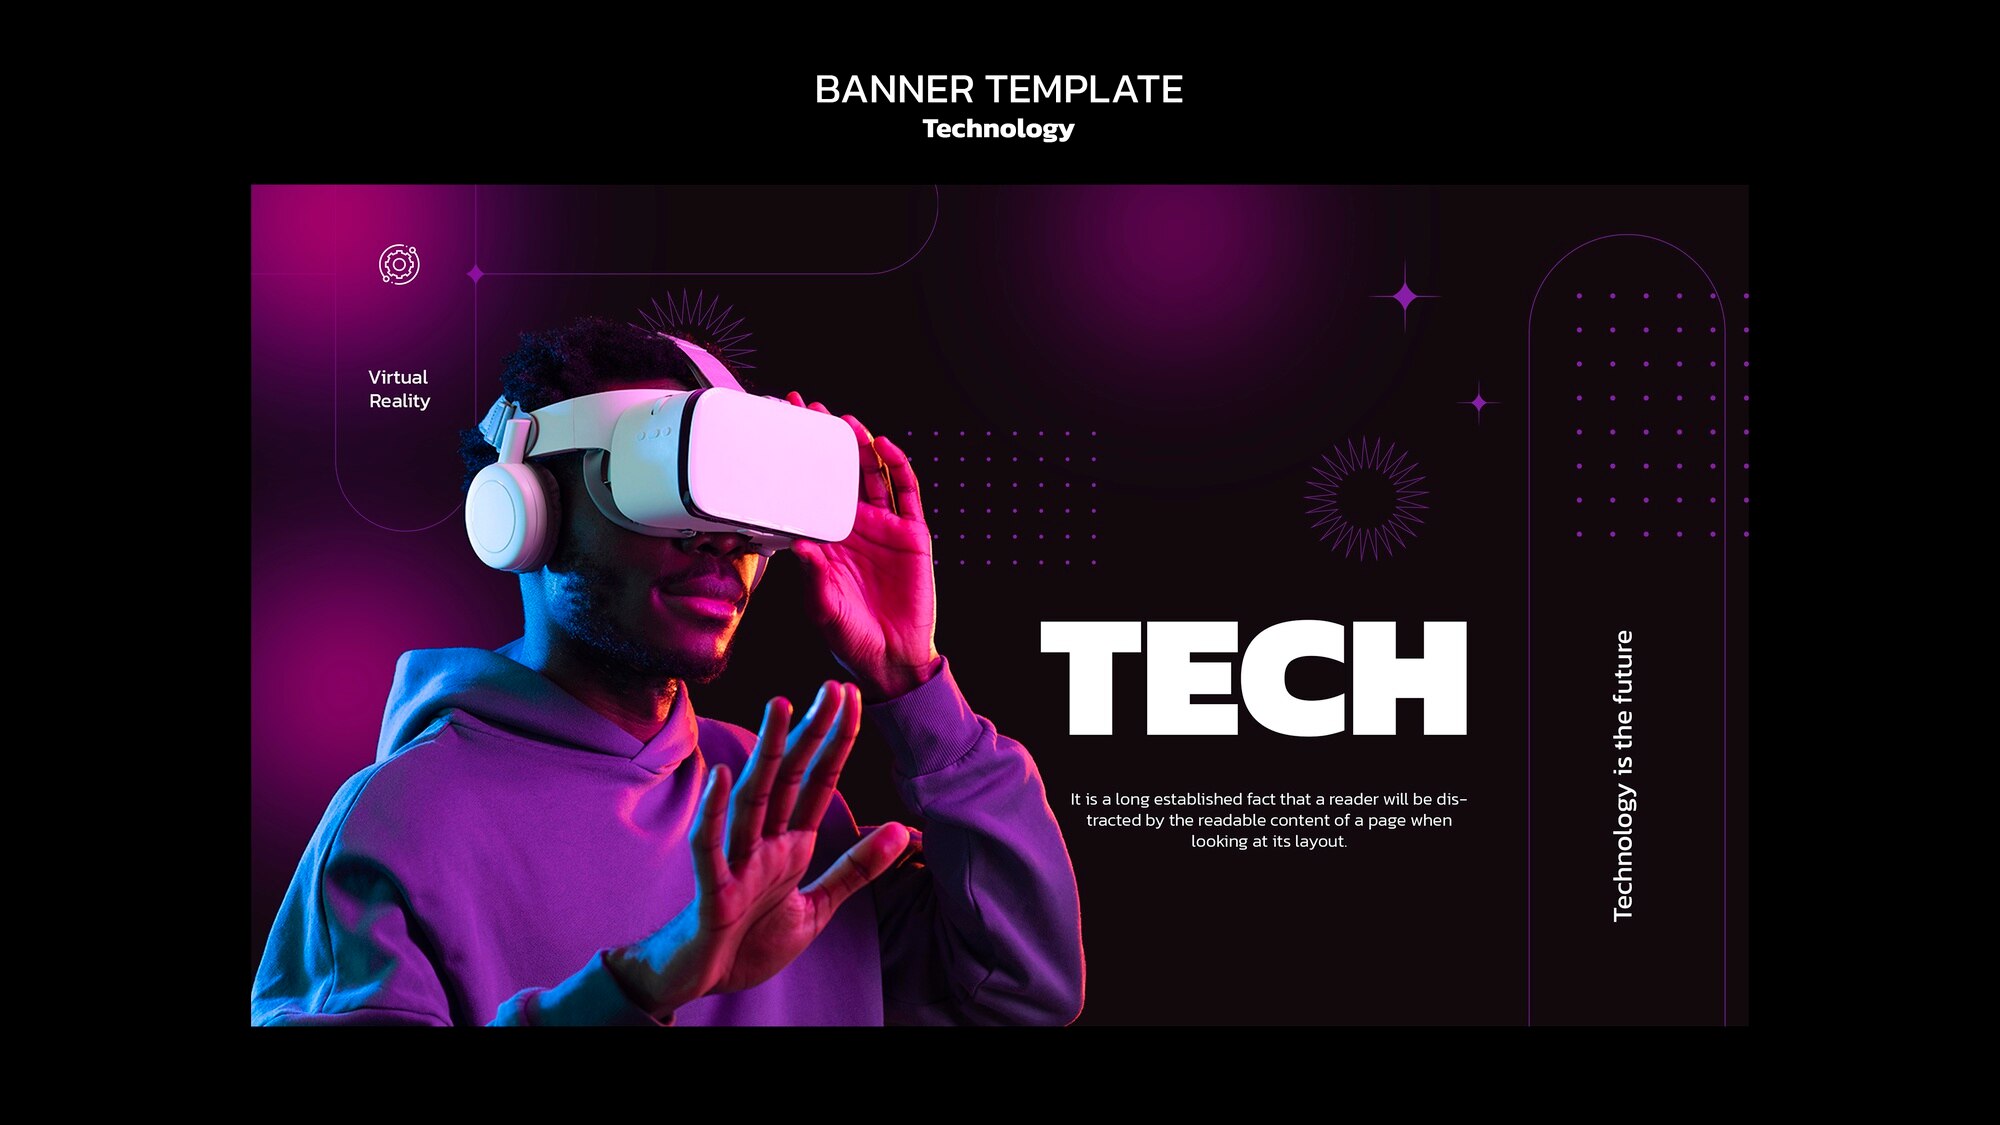 BANNER TEMPLATE
Technology
Virtual
Reality
TECH
It is a long established fact that a reader will be dis-
tracted by the readable content of a page when
looking at its layout.
Technology is the future